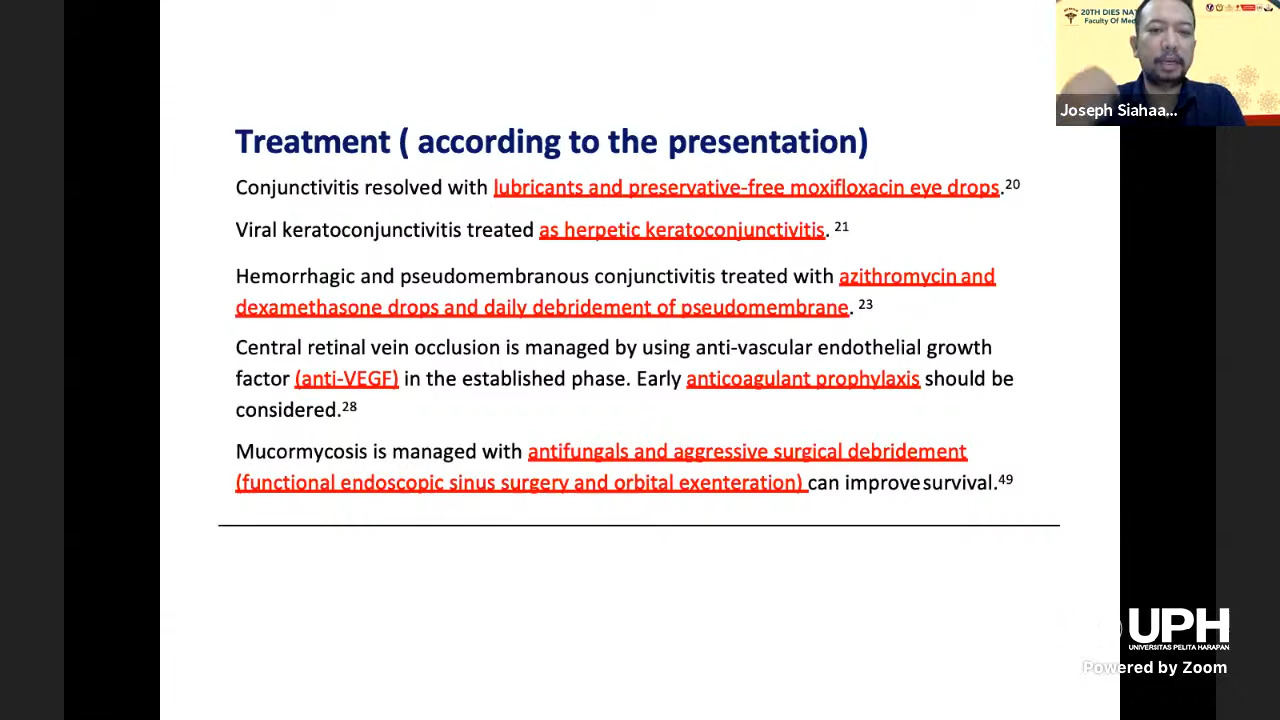 20TH DIES NAT
Faculty Of Med
Joseph Siahaa...
Treatment ( according to the presentation)
Conjunctivitis resolved with lubricants and preservative-free moxifloxacin eye drops.20
Viral keratoconjunctivitis treated as herpetic keratoconjunctivitis. 21
Hemorrhagic and pseudomembranous conjunctivitis treated with azithromycin and
dexamethasone drops and daily debridement of pseudomembrane. 23
Central retinal vein occlusion is managed by using anti-vascular endothelial growth
factor (anti-VEGF) in the established phase. Early anticoagulant prophylaxis should be
considered.28
Mucormycosis is managed with antifungals and aggressive surgical debridement
(functional endoscopic sinus surgery and orbital exenteration) can improve survival.49
UPH
UNIVERSITAS PELITA HARAPAN
Powered by Zoom